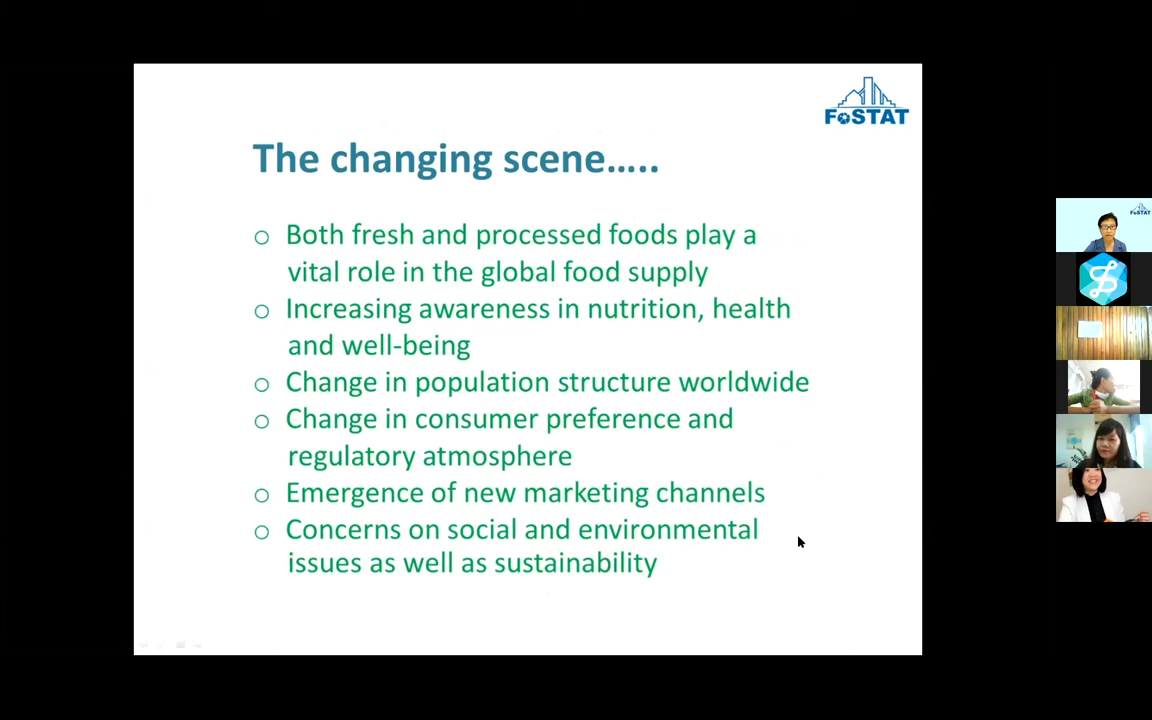 FoSTAT
The changing scene.....
o Both fresh and processed foods play a
vital role in the global food supply
o Increasing awareness in nutrition, health
and well-being
o Change in population structure worldwide
o Change in consumer preference and
regulatory atmosphere
o Emergence of new marketing channels
o Concerns on social and environmental
issues as well as sustainability
FoSTAT